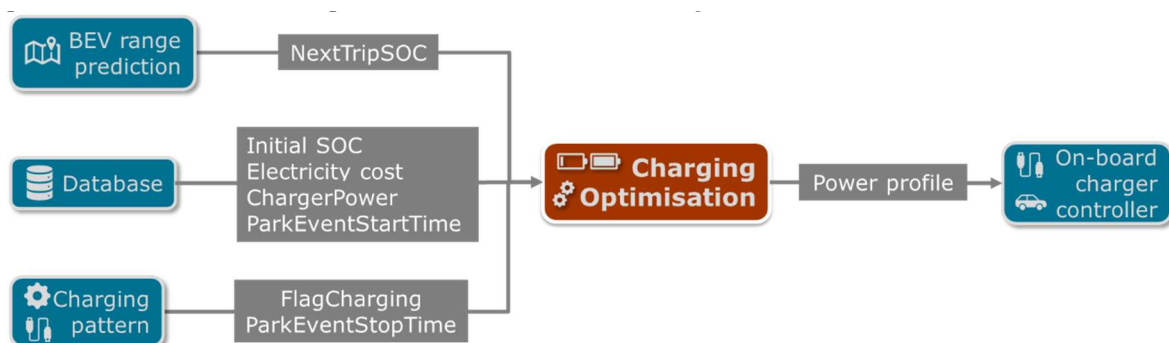 BEV range
prediction
NextTripSOC
Database
Initial SOC
Electricity cost
ChargerPower
ParkEventStartTime
Charging
pattern
FlagCharging
ParkEventStopTime
Charging
Optimisation
Power profile
On-board
charger
controller